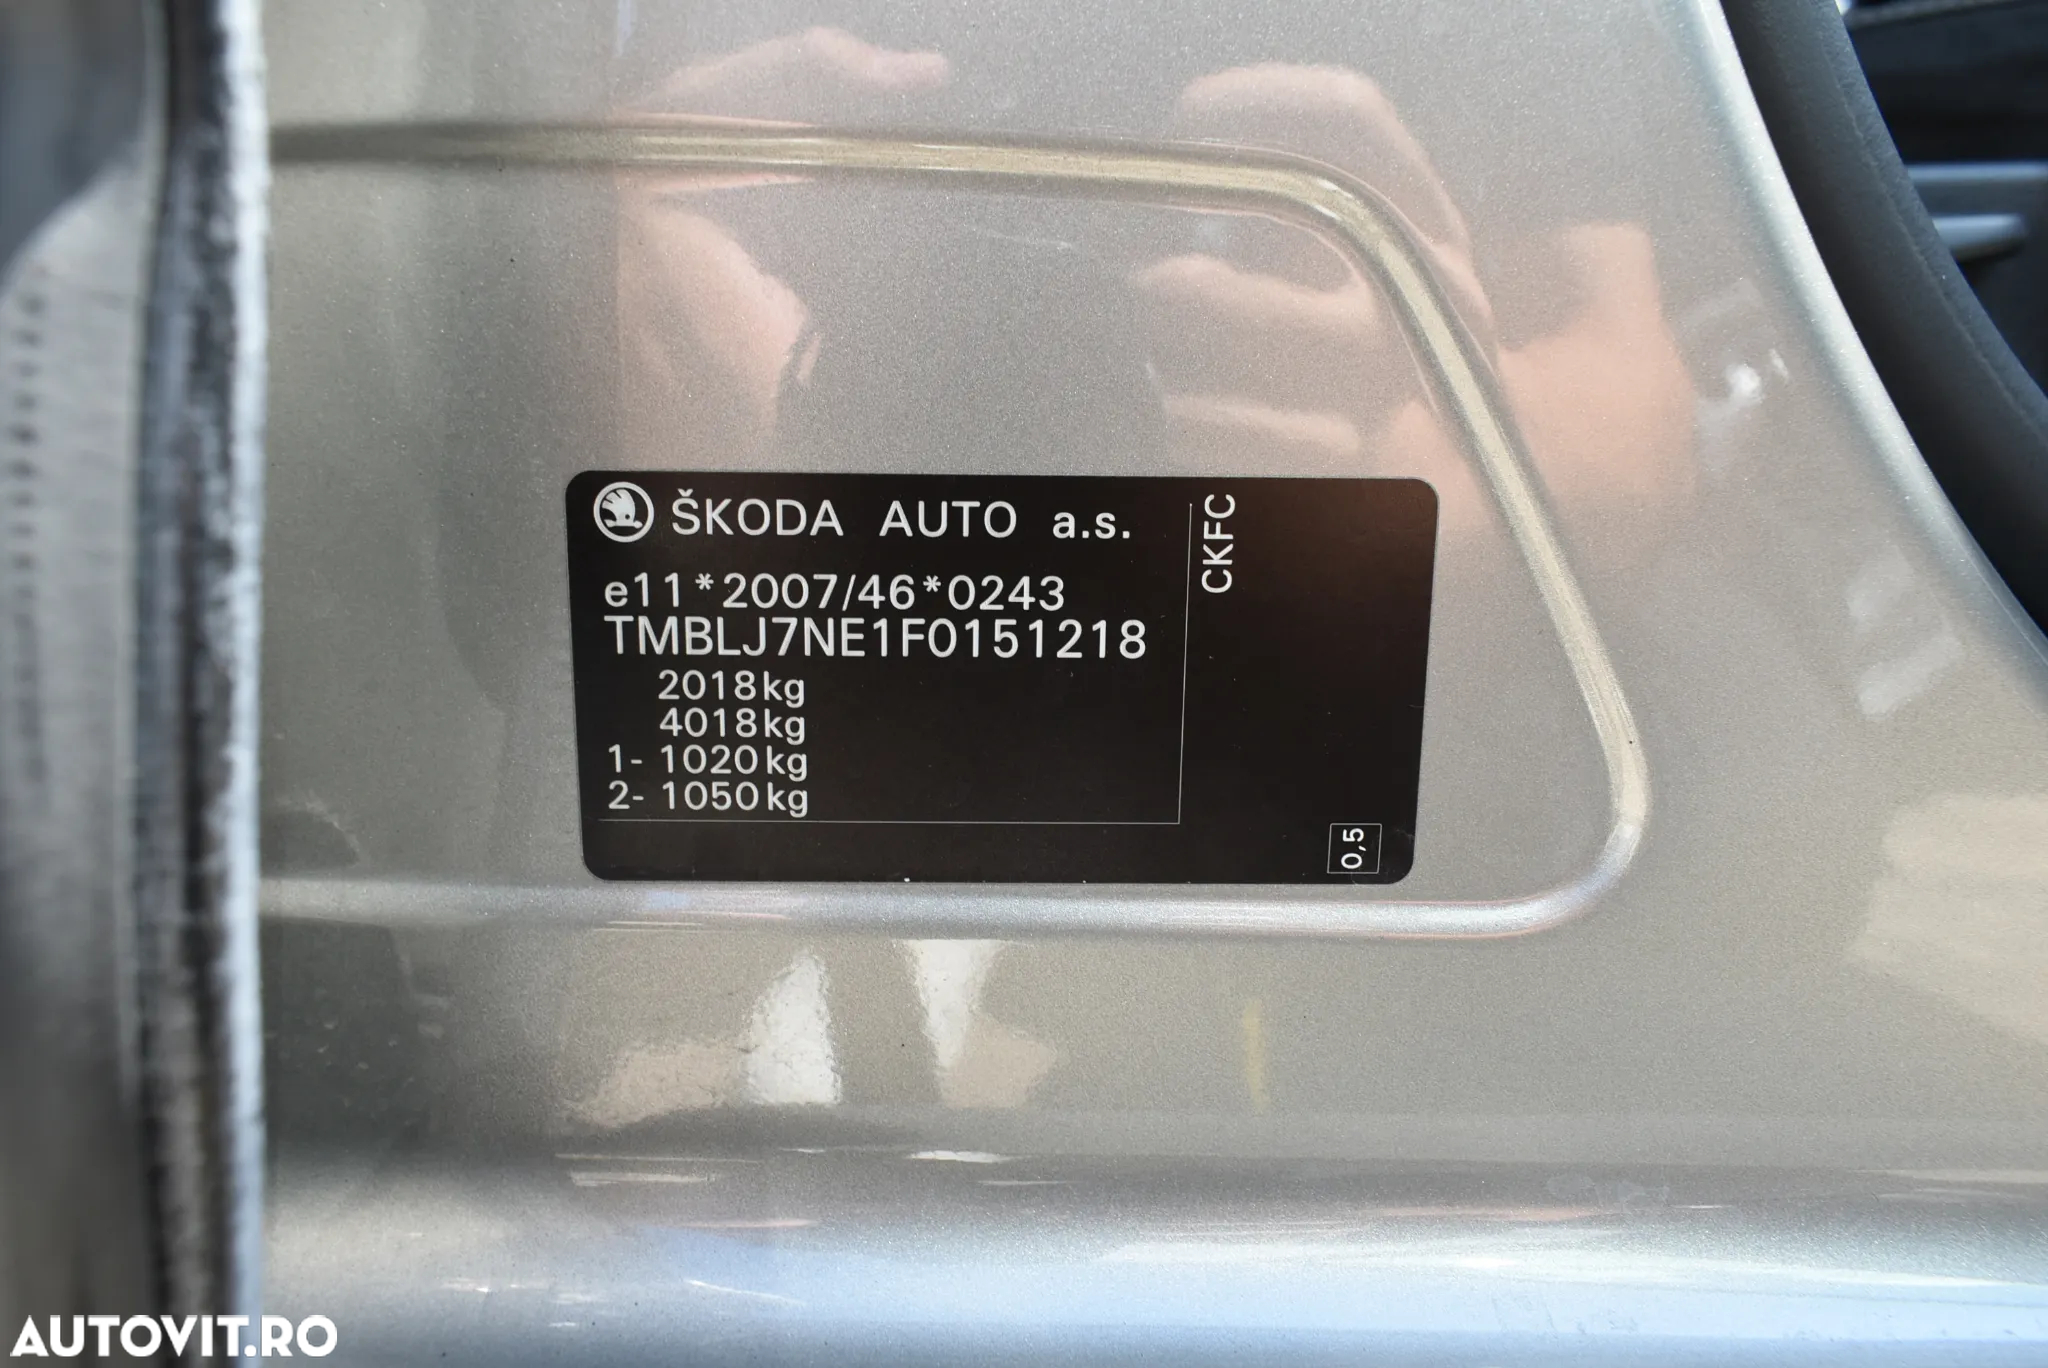 ŠKODA AUTO a.s.
e11*2007/46*0243
TMBLJ7NE1F0151218
2018kg
4018kg
1- 1020kg
2- 1050kg
CKFC
0,5
AUTOVIT.RO